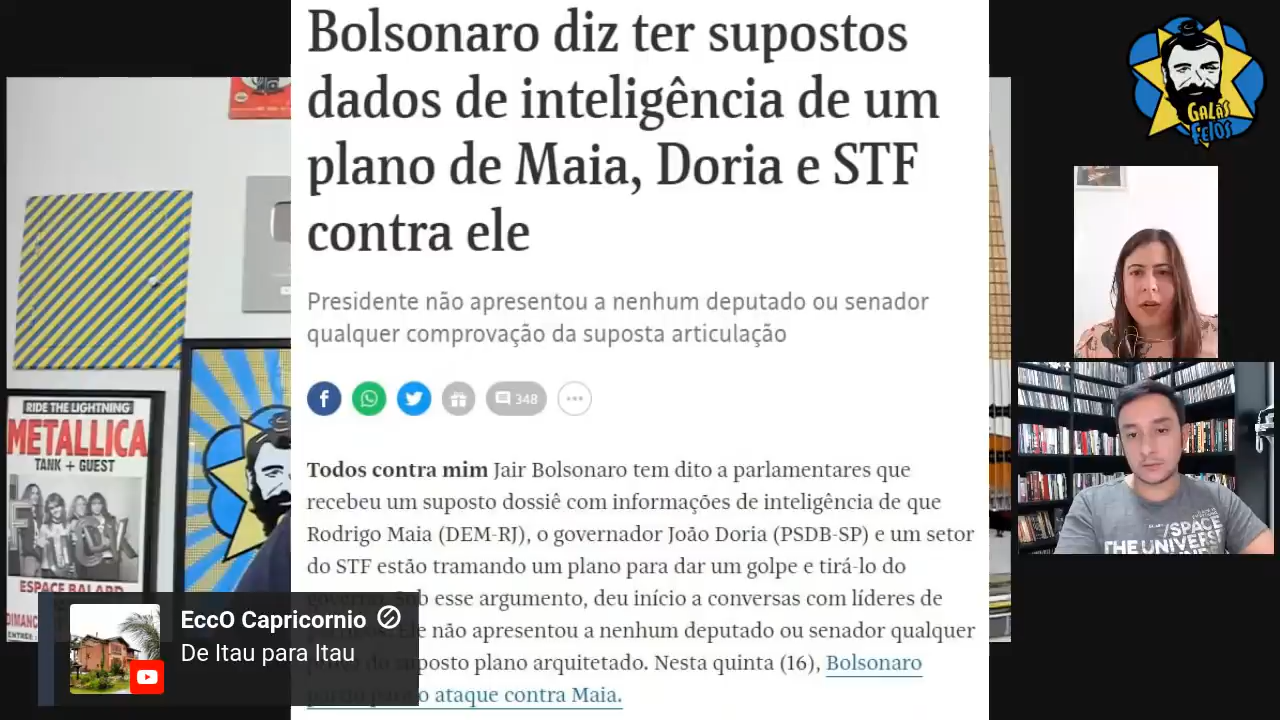 Bolsonaro diz ter supostos
dados de inteligência de um
plano de Maia, Doria e STF
contra ele
Presidente não apresentou a nenhum deputado ou senador
qualquer comprovação da suposta articulação
348
Todos contra mim Jair Bolsonaro tem dito a parlamentares que
recebeu um suposto dossiê com informações de inteligência de que
Rodrigo Maia (DEM-RJ), o governador João Doria (PSDB-SP) e um setor
do STF estão tramando um plano para dar um golpe e tirá-lo do
esse argumento, deu início a conversas com líderes de
não apresentou a nenhum deputado ou senador qualquer
suposto plano arquitetado. Nesta quinta (16), Bolsonaro
o ataque contra Maia.
GALÃS
FEIOS
RIDE THE LIGHTNING
METALLICA
TANK + GUEST
ESPACE BALARD
EccO Capricornio
De Itau para Itau
/SPACE
THE UNIVERSE